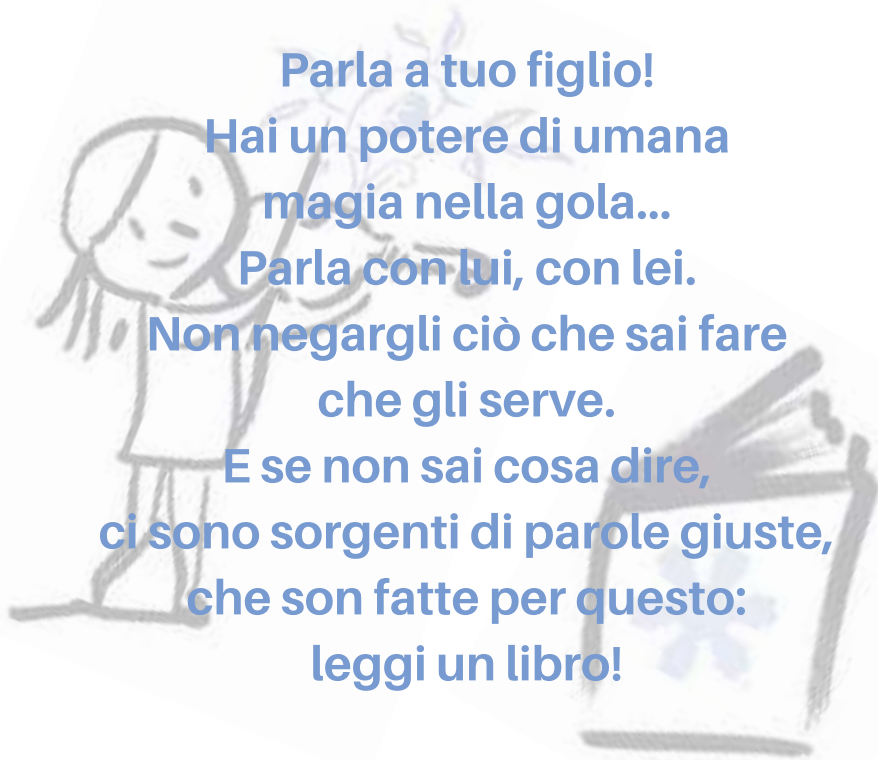 Parla a tuo figlio!
Hai un potere di umana
magia nella gola...
Parla con lui, con lei.
Non negargli ciò che sai fare
che gli serve.
E se non sai cosa dire,
ci sono sorgenti di parole giuste,
che son fatte per questo:
leggi un libro!